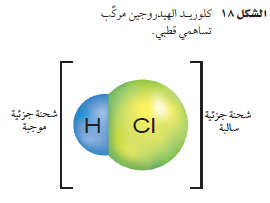 الشكل ١٨ كلوريد الهيدروجين مركّب
تساهمي قطبي.
شحنة جزئية
سالبة
Cl
H
شحنة جزئية
موجبة